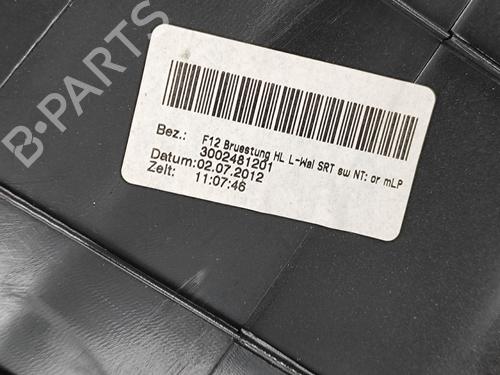 B-PARTS
Bez.: F12 Bruestung HL L-Wal SRT sw NT: or mLP
3002481201
Datum:02.07.2012
Zeit: 11:07:46